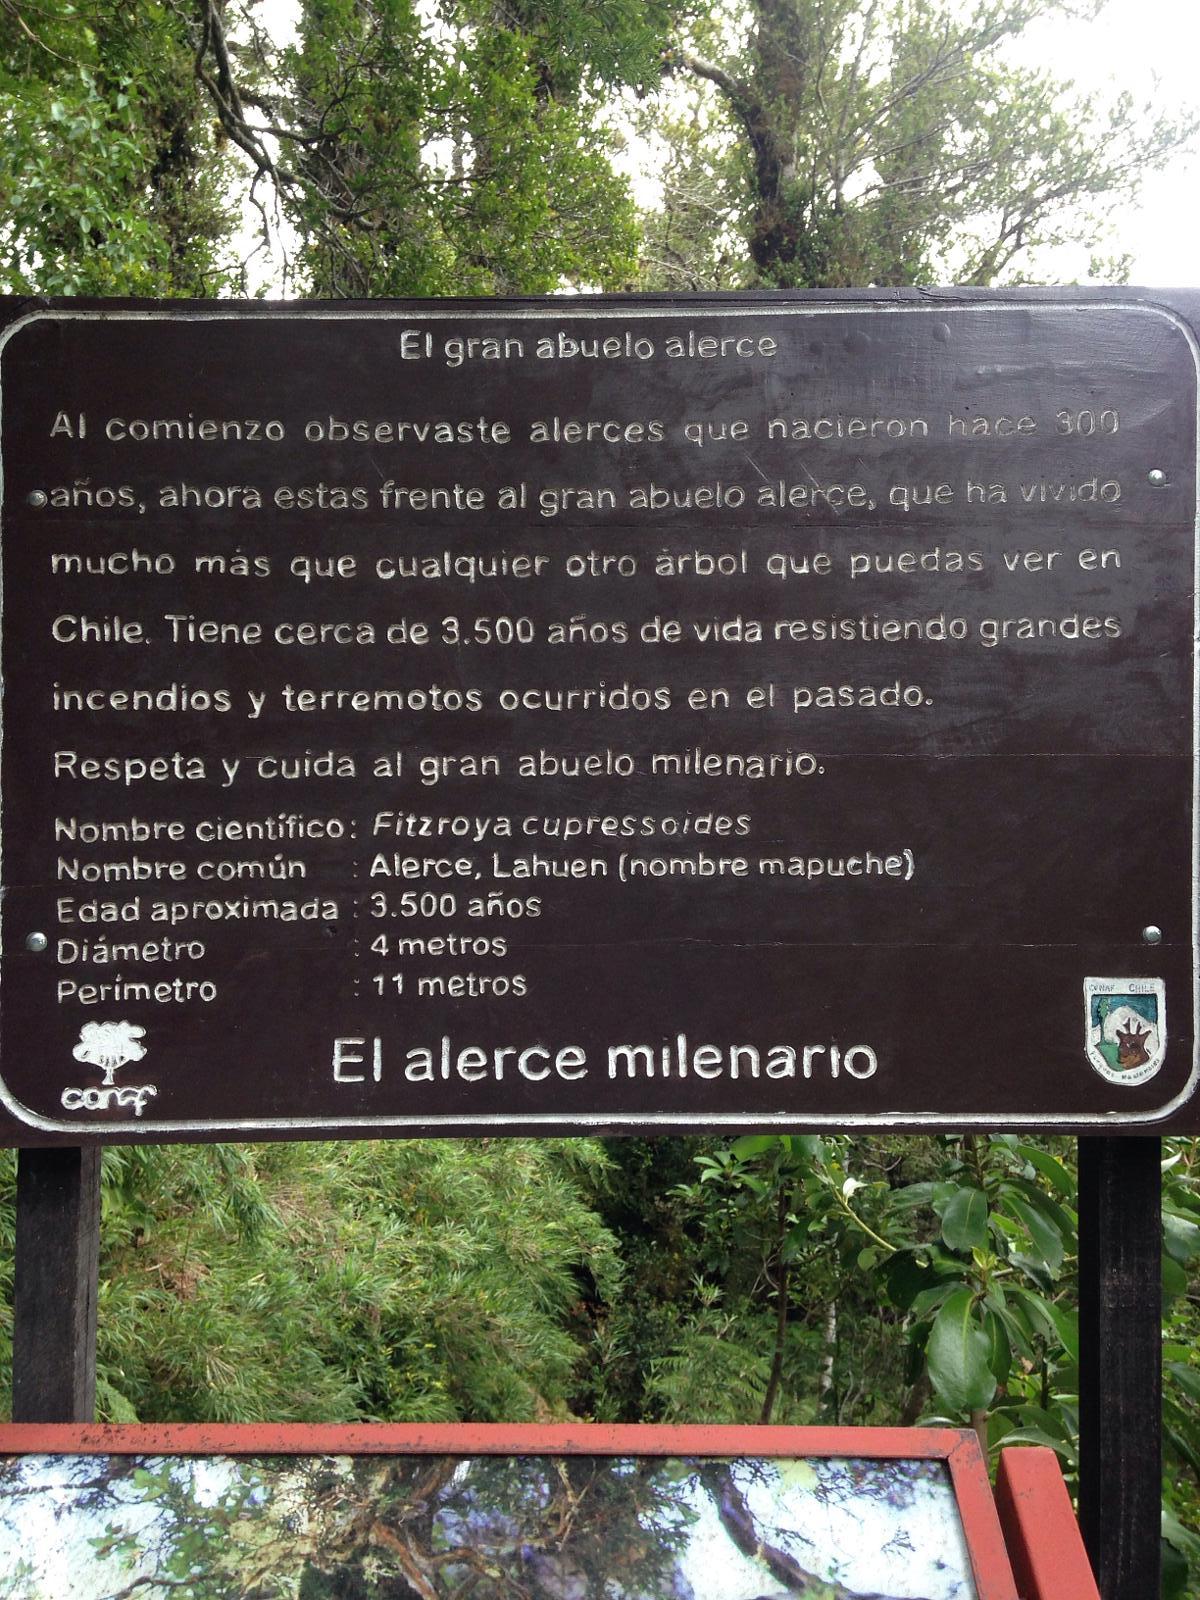 El gran abuelo alerce
Al comienzo observaste alerces que nacieron hace 300
años, ahora estas frente al gran abuelo alerce, que ha vivido
mucho más que cualquier otro árbol que puedas ver en
Chile. Tiene cerca de 3.500 años de vida resistiendo grandes
incendios y terremotos ocurridos en el pasado.
Respeta y cuida al gran abuelo milenario.
Nombre científico: Fitzroya cupressoides
Nombre común : Alerce, Lahuen (nombre mapuche)
Edad aproximada : 3.500 años
Diámetro : 4 metros
Perímetro : 11 metros
El alerce milenario
conaf
CONAF CHILE